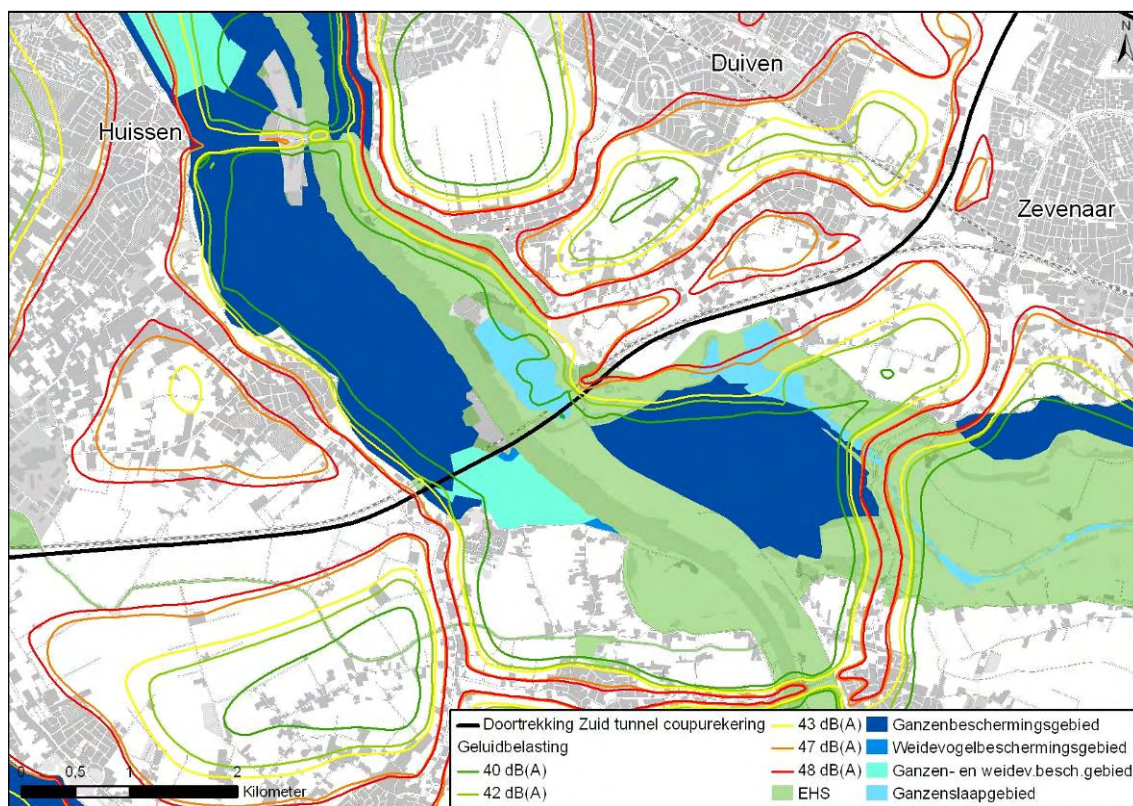 N
Duiven
Huissen
Zevenaar
0 0,5 1 2
Kilometer
Doortrekking Zuid tunnel coupurekering
Geluidbelasting
40 dB(A)
42 dB(A)
43 dB(A)
47 dB(A)
48 dB(A)
EHS
Ganzenbeschermingsgebied
Weidevogelbeschermingsgebied
Ganzen- en weidev.besch.gebied
Ganzenslaapgebied